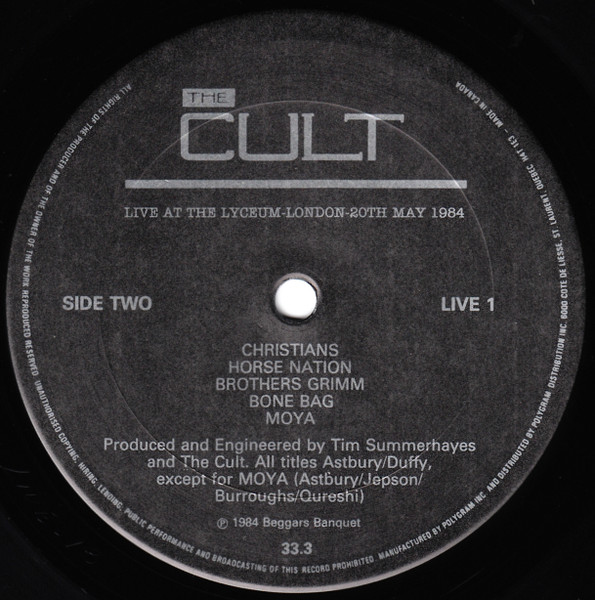 THE
CULT
LIVE AT THE LYCEUM-LONDON-20TH MAY 1984
SIDE TWO
LIVE 1
CHRISTIANS
HORSE NATION
BROTHERS GRIMM
BONE BAG
MOYA
Produced and Engineered by Tim Summerhayes
and The Cult. All titles Astbury/Duffy,
except for MOYA (Astbury/Jepson/
Burroughs/Qureshi)
℗ 1984 Beggars Banquet
33.3
ALL RIGHTS OF THE PRODUCER AND OF THE OWNER OF THE WORK REPRODUCED RESERVED. UNAUTHORISED COPYING, HIRING, LENDING, PUBLIC PERFORMANCE AND BROADCASTING OF THIS RECORD PROHIBITED. MANUFACTURED BY POLYGRAM INC AND DISTRIBUTED BY POLYGRAM DISTRIBUTION INC. 6000 COTE DE LIESSE, ST. LAURENT, QUEBEC H4T 1E3 - MADE IN CANADA